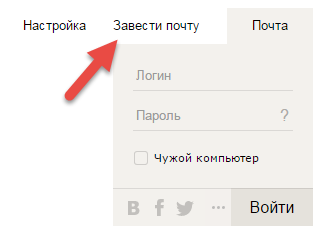 Настройка Завести почту Почта
Логин
Пароль ?
Чужой компьютер
В f ... Войти